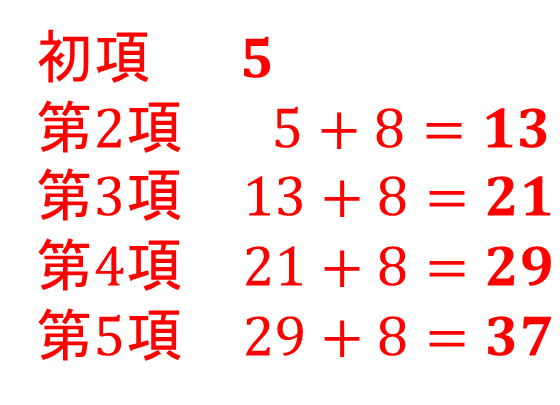 初項 5
第2項 5 + 8 = 13
第3項 13 + 8 = 21
第4項 21 + 8 = 29
第5項 29 + 8 = 37